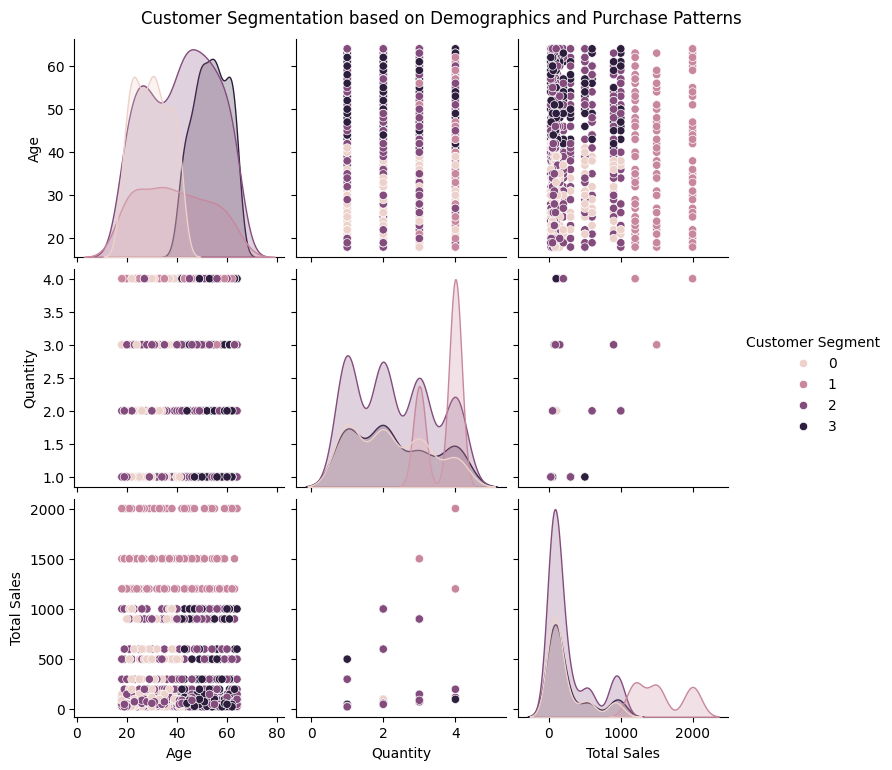 Customer Segmentation based on Demographics and Purchase Patterns
60
50
40
30
20
Age
4.0
3.5
3.0
2.5
2.0
1.5
1.0
Quantity
Customer Segment
0
1
2
3
2000
1500
1000
500
0
Total Sales
0 20 40 60 80
0 2 4
0 1000 2000
Age Quantity Total Sales